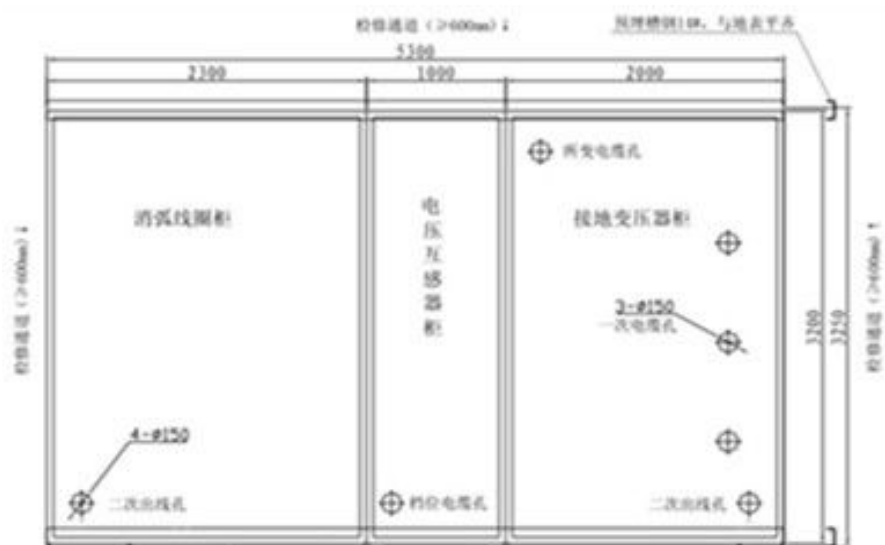 检修通道（≥600mm）↓
预埋槽钢14#，与地表平齐
5300
2300
1000
2000
所变电缆孔
消弧线圈柜
电压互感器柜
接地变压器柜
检修通道（≥600mm）↓
检修通道（≥600mm）↑
3-Ø150
一次电缆孔
3200
3250
4-Ø150
二次出线孔
档位电缆孔
二次出线孔